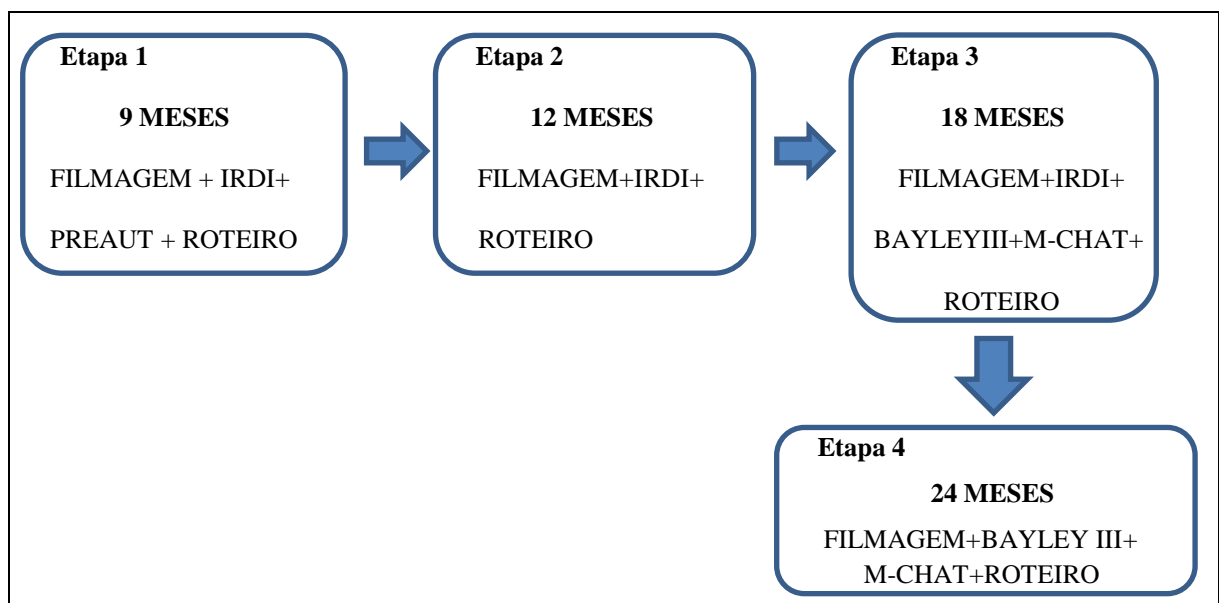 Etapa 1
9 MESES
FILMAGEM + IRDI+
PREAUT + ROTEIRO
Etapa 2
12 MESES
FILMAGEM+IRDI+
ROTEIRO
Etapa 3
18 MESES
FILMAGEM+IRDI+
BAYLEYIII+M-CHAT+
ROTEIRO
Etapa 4
24 MESES
FILMAGEM+BAYLEY III+
M-CHAT+ROTEIRO